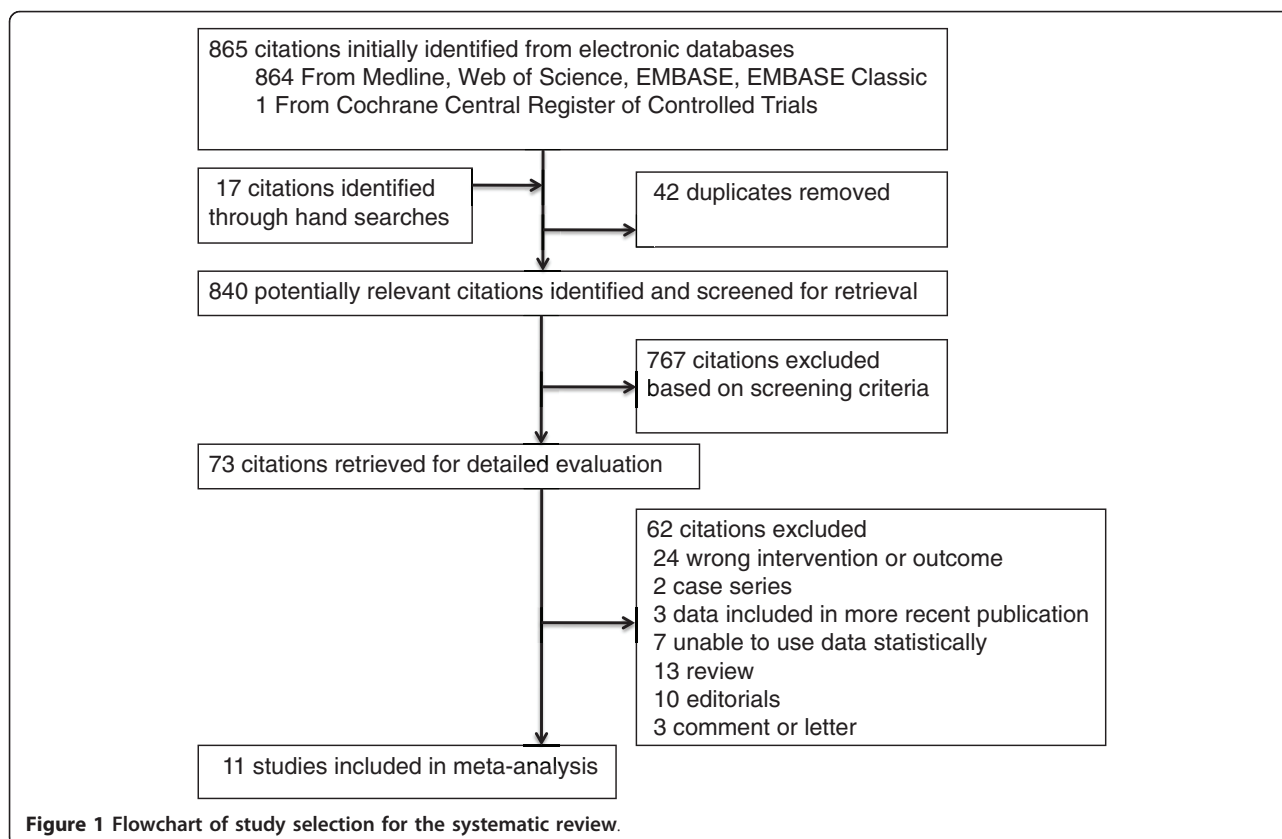 865 citations initially identified from electronic databases
864 From Medline, Web of Science, EMBASE, EMBASE Classic
1 From Cochrane Central Register of Controlled Trials
17 citations identified
through hand searches
42 duplicates removed
840 potentially relevant citations identified and screened for retrieval
767 citations excluded
based on screening criteria
73 citations retrieved for detailed evaluation
62 citations excluded
24 wrong intervention or outcome
2 case series
3 data included in more recent publication
7 unable to use data statistically
13 review
10 editorials
3 comment or letter
11 studies included in meta-analysis
Figure 1 Flowchart of study selection for the systematic review.